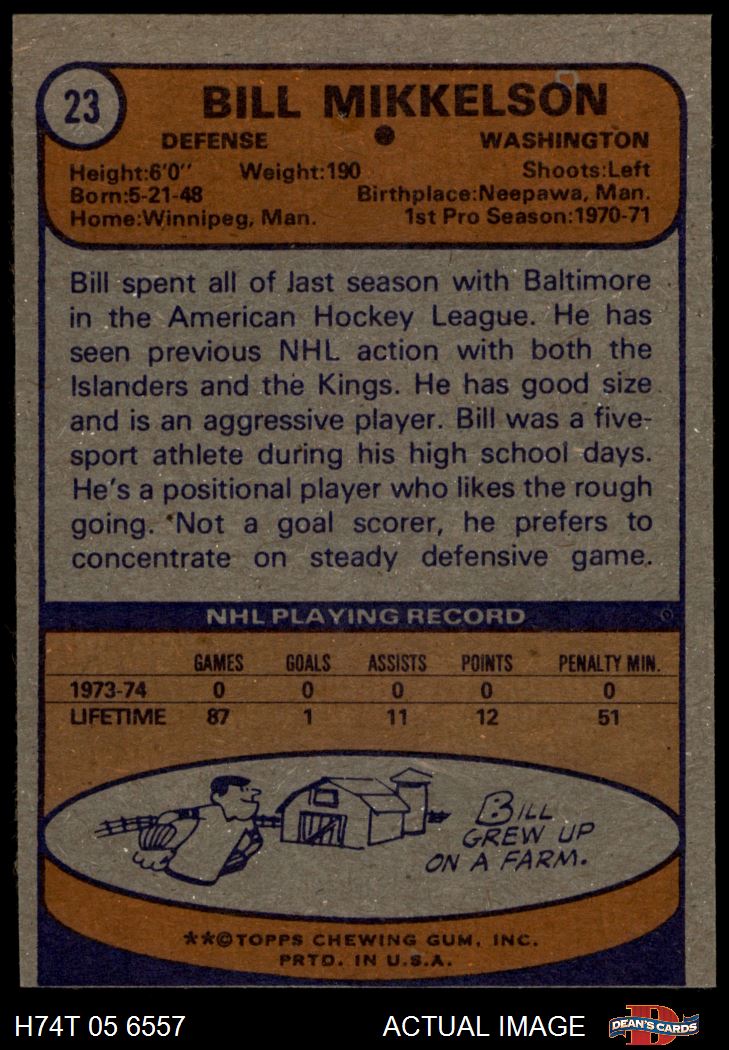 23
BILL MIKKELSON
DEFENSE WASHINGTON
Height:6'0" Weight:190 Shoots:Left
Born:5-21-48 Birthplace:Neepawa, Man.
Home:Winnipeg, Man. 1st Pro Season:1970-71
Bill spent all of last season with Baltimore
in the American Hockey League. He has
seen previous NHL action with both the
Islanders and the Kings. He has good size
and is an aggressive player. Bill was a five-
sport athlete during his high school days.
He's a positional player who likes the rough
going. Not a goal scorer, he prefers to
concentrate on steady defensive game.
NHL PLAYING RECORD
GAMES GOALS ASSISTS POINTS PENALTY MIN.
1973-74 0 0 0 0 0
LIFETIME 87 1 11 12 51
BILL
GREW UP
ON A FARM.
**©TOPPS CHEWING GUM, INC.
PRTD. IN U.S.A.
H74T 05 6557 ACTUAL IMAGE D DEAN'S CARDS